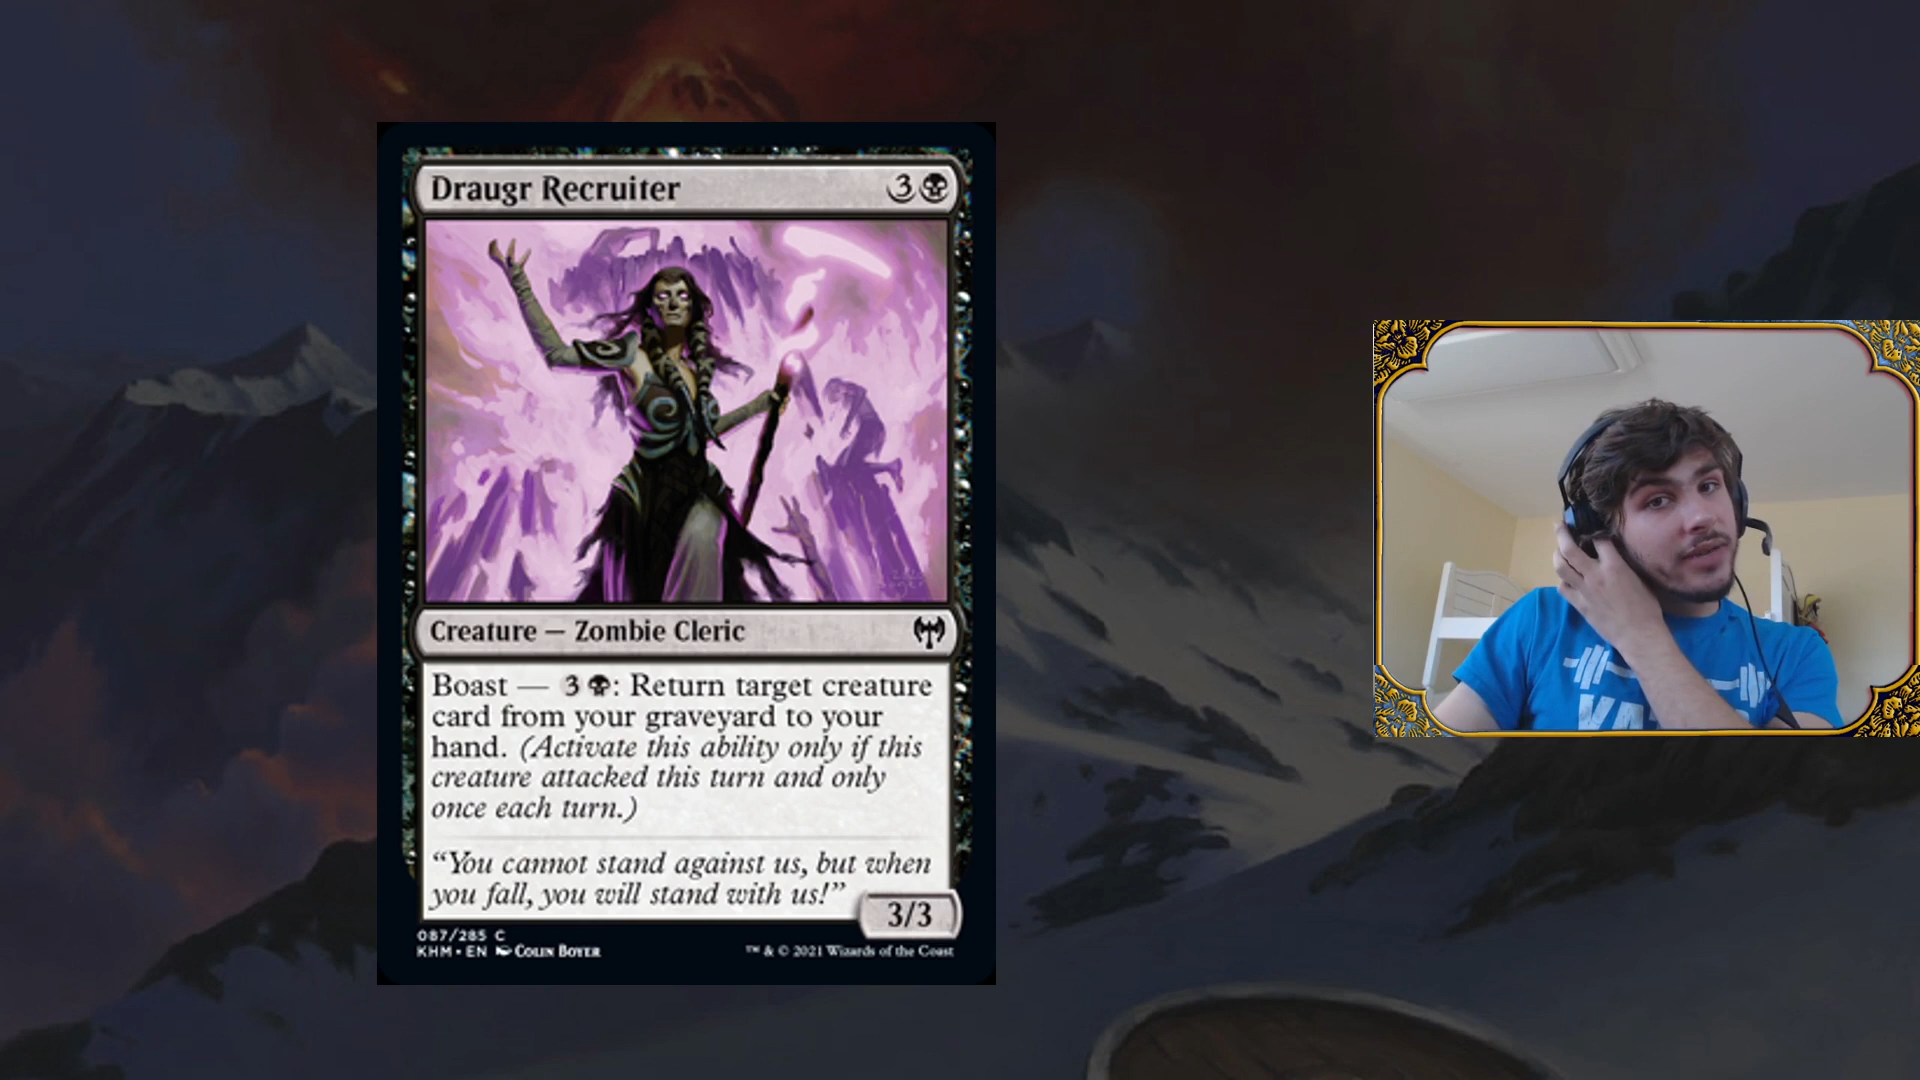 Draugr Recruiter 3
Creature — Zombie Cleric
Boast — 3: Return target creature
card from your graveyard to your
hand. (Activate this ability only if this
creature attacked this turn and only
once each turn.)
“You cannot stand against us, but when
you fall, you will stand with us!”
3/3
087/285 C
KHM • EN Colin Boyer ™ & © 2021 Wizards of the Coast